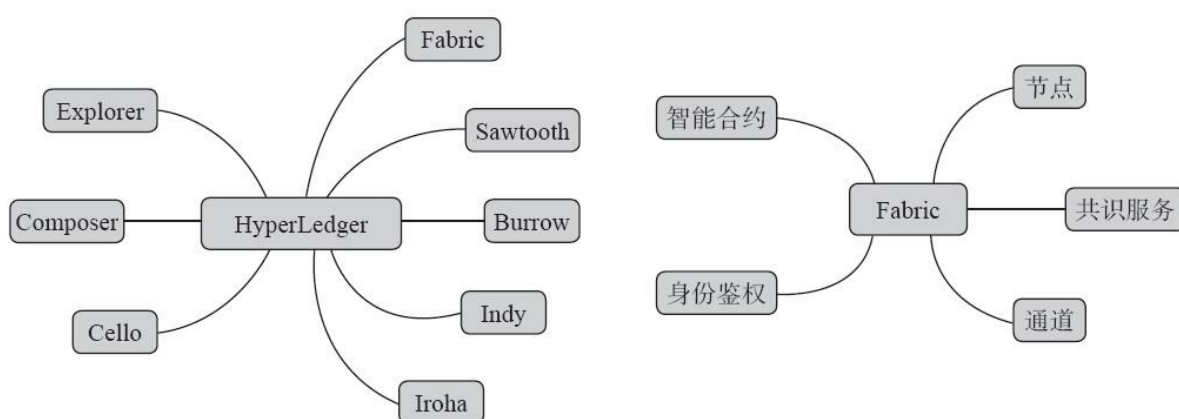 Fabric
Explorer
Sawtooth
Composer
HyperLedger
Burrow
Indy
Cello
Iroha
节点
智能合约
Fabric
共识服务
身份鉴权
通道